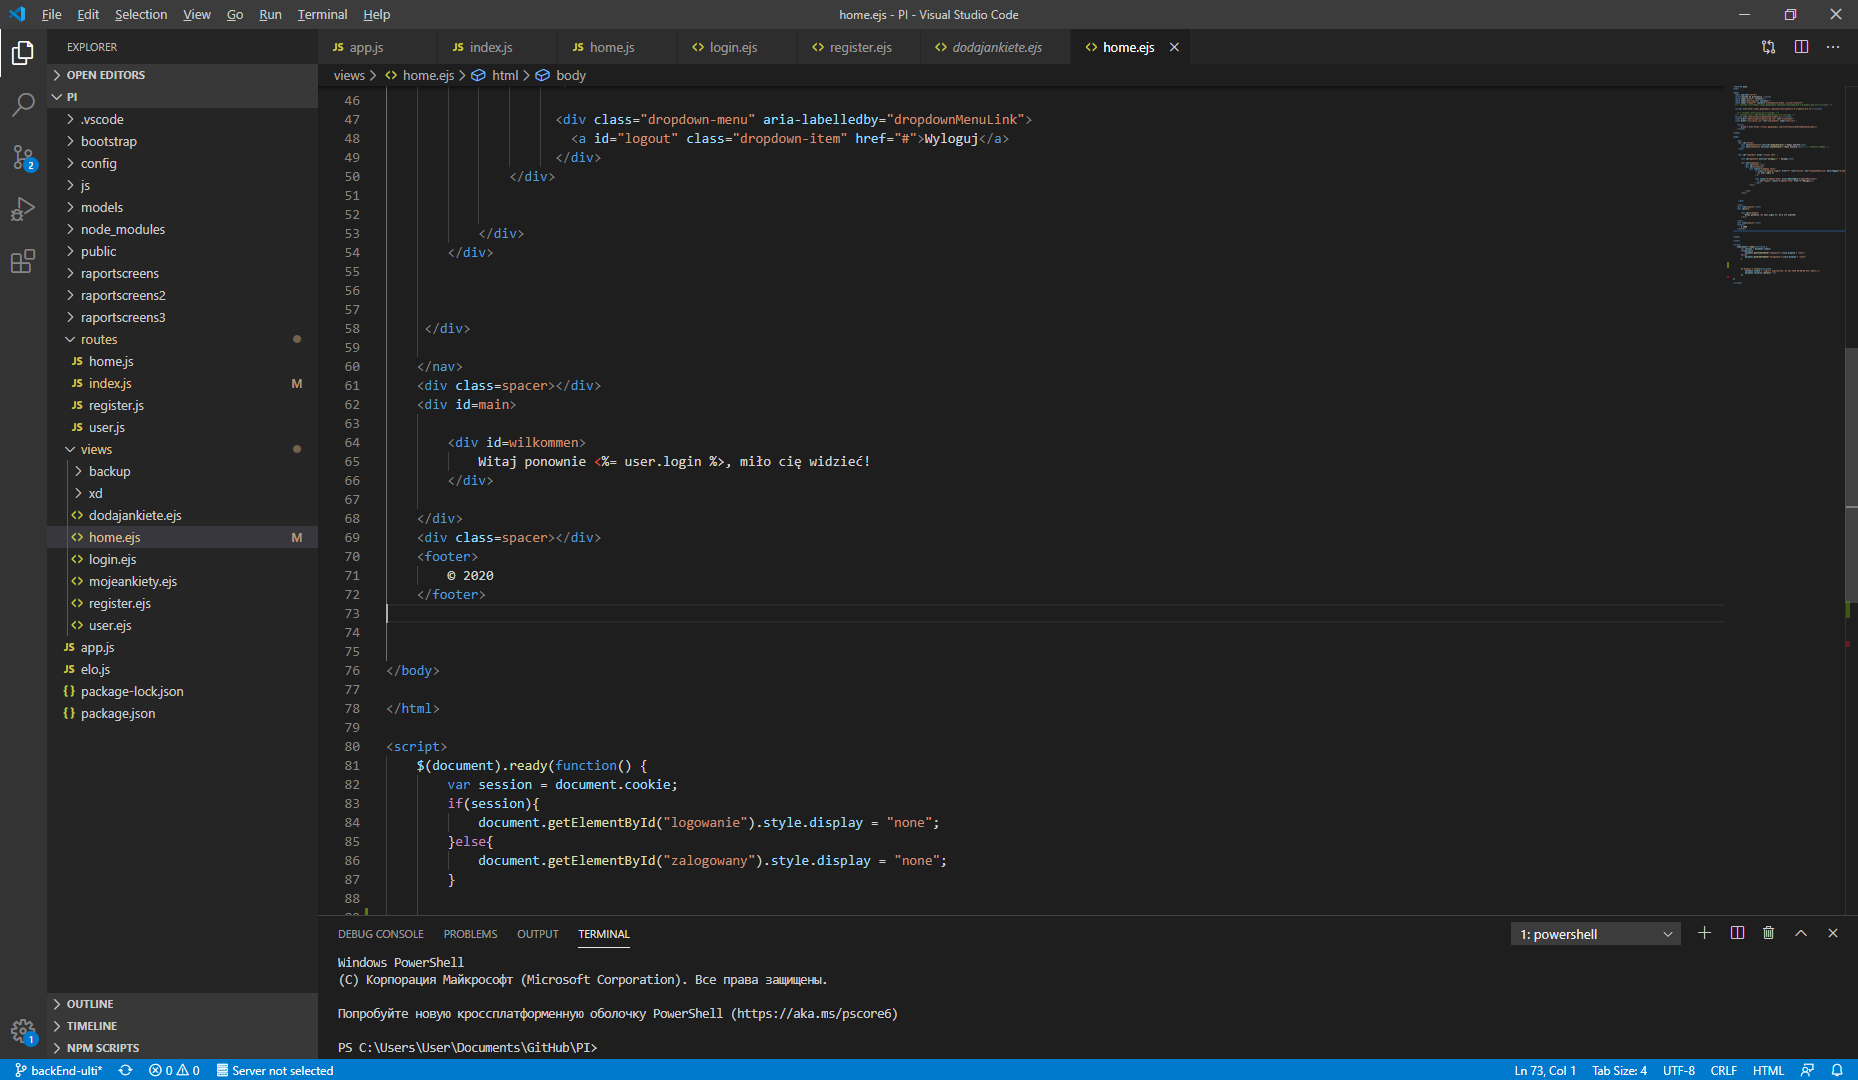 File Edit Selection View Go Run Terminal Help
home.ejs - PI - Visual Studio Code
EXPLORER
OPEN EDITORS
PI
.vscode
bootstrap
config
js
models
node_modules
public
raportscreens
raportscreens2
raportscreens3
routes
home.js
index.js M
register.js
user.js
views
backup
xd
dodajankiete.ejs
home.ejs M
login.ejs
mojeankiety.ejs
register.ejs
user.ejs
app.js
elo.js
package-lock.json
package.json
OUTLINE
TIMELINE
NPM SCRIPTS
JS app.js JS index.js JS home.js <> login.ejs <> register.ejs <> dodajankiete.ejs <> home.ejs
views > <> home.ejs > html > body
46
47 <div class="dropdown-menu" aria-labelledby="dropdownMenuLink">
48 <a id="logout" class="dropdown-item" href="#">Wyloguj</a>
49 </div>
50 </div>
51
52
53 </div>
54 </div>
55
56
57
58 </div>
59
60 </nav>
61 <div class=spacer></div>
62 <div id=main>
63
64 <div id=wilkommen>
65 Witaj ponownie <%= user.login %>, miło cię widzieć!
66 </div>
67
68 </div>
69 <div class=spacer></div>
70 <footer>
71 © 2020
72 </footer>
73
74
75
76 </body>
77
78 </html>
79
80 <script>
81 $(document).ready(function() {
82 var session = document.cookie;
83 if(session){
84 document.getElementById("logowanie").style.display = "none";
85 }else{
86 document.getElementById("zalogowany").style.display = "none";
87 }
88
DEBUG CONSOLE PROBLEMS OUTPUT TERMINAL
1: powershell
Windows PowerShell
(C) Корпорация Майкрософт (Microsoft Corporation). Все права защищены.
Попробуйте новую кроссплатформенную оболочку PowerShell (https://aka.ms/pscore6)
PS C:\Users\User\Documents\GitHub\PI>
backEnd-ulti* 0 0 Server not selected
Ln 73, Col 1 Tab Size: 4 UTF-8 CRLF HTML